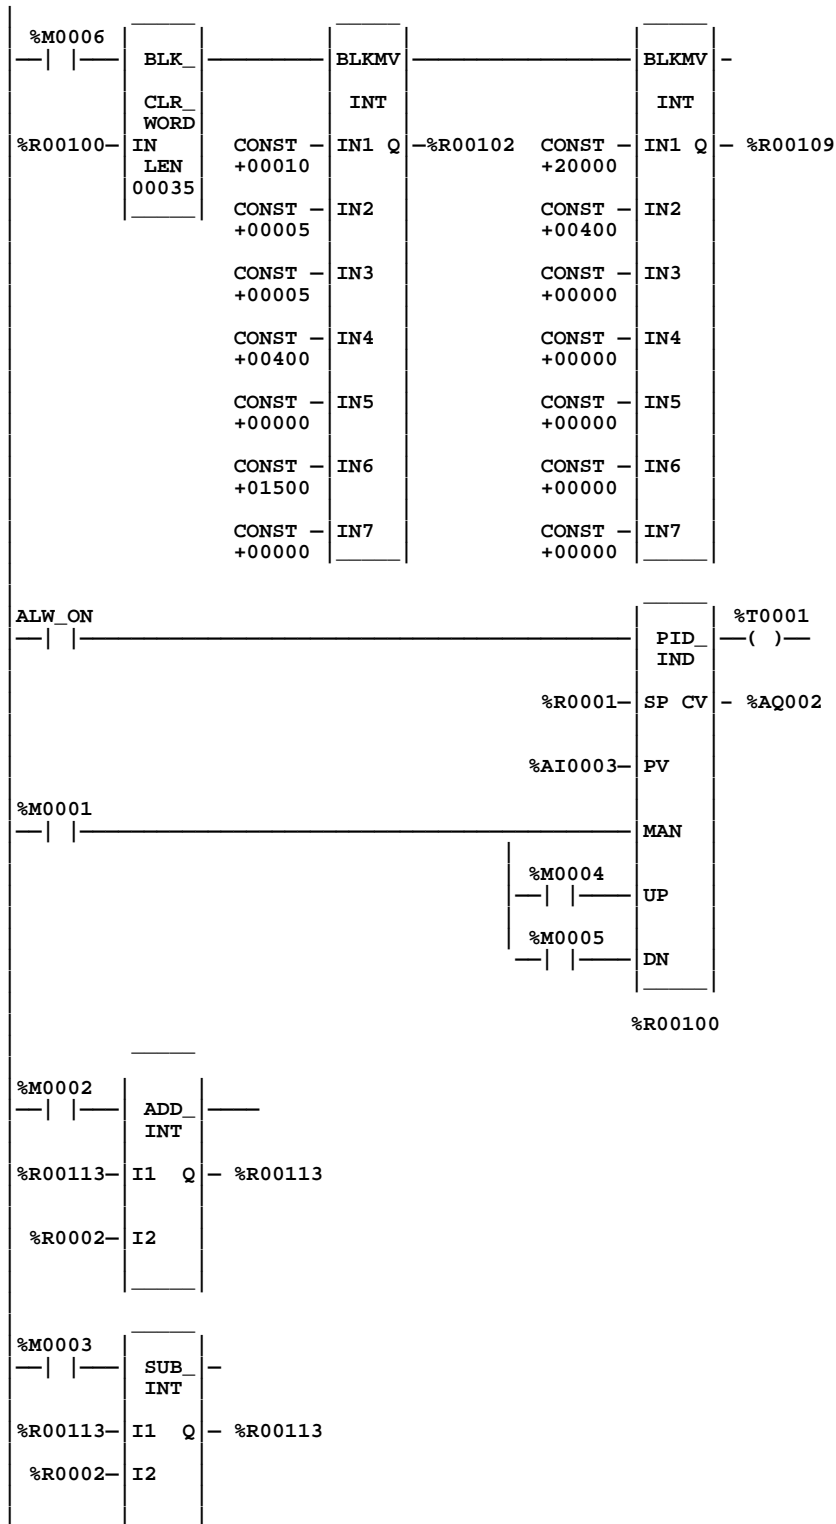 %M0006
BLK_ BLKMV BLKMV
CLR_ INT INT
WORD
%R00100 IN CONST IN1 Q %R00102 CONST IN1 Q %R00109
LEN +00010 +20000
00035
CONST IN2 CONST IN2
+00005 +00400
CONST IN3 CONST IN3
+00005 +00000
CONST IN4 CONST IN4
+00400 +00000
CONST IN5 CONST IN5
+00000 +00000
CONST IN6 CONST IN6
+01500 +00000
CONST IN7 CONST IN7
+00000 +00000
ALW_ON %T0001
PID_ ( )
IND
%R0001 SP CV %AQ002
%AI0003 PV
%M0001
MAN
%M0004
UP
%M0005
DN
%R00100
%M0002
ADD_
INT
%R00113 I1 Q %R00113
%R0002 I2
%M0003
SUB_
INT
%R00113 I1 Q %R00113
%R0002 I2